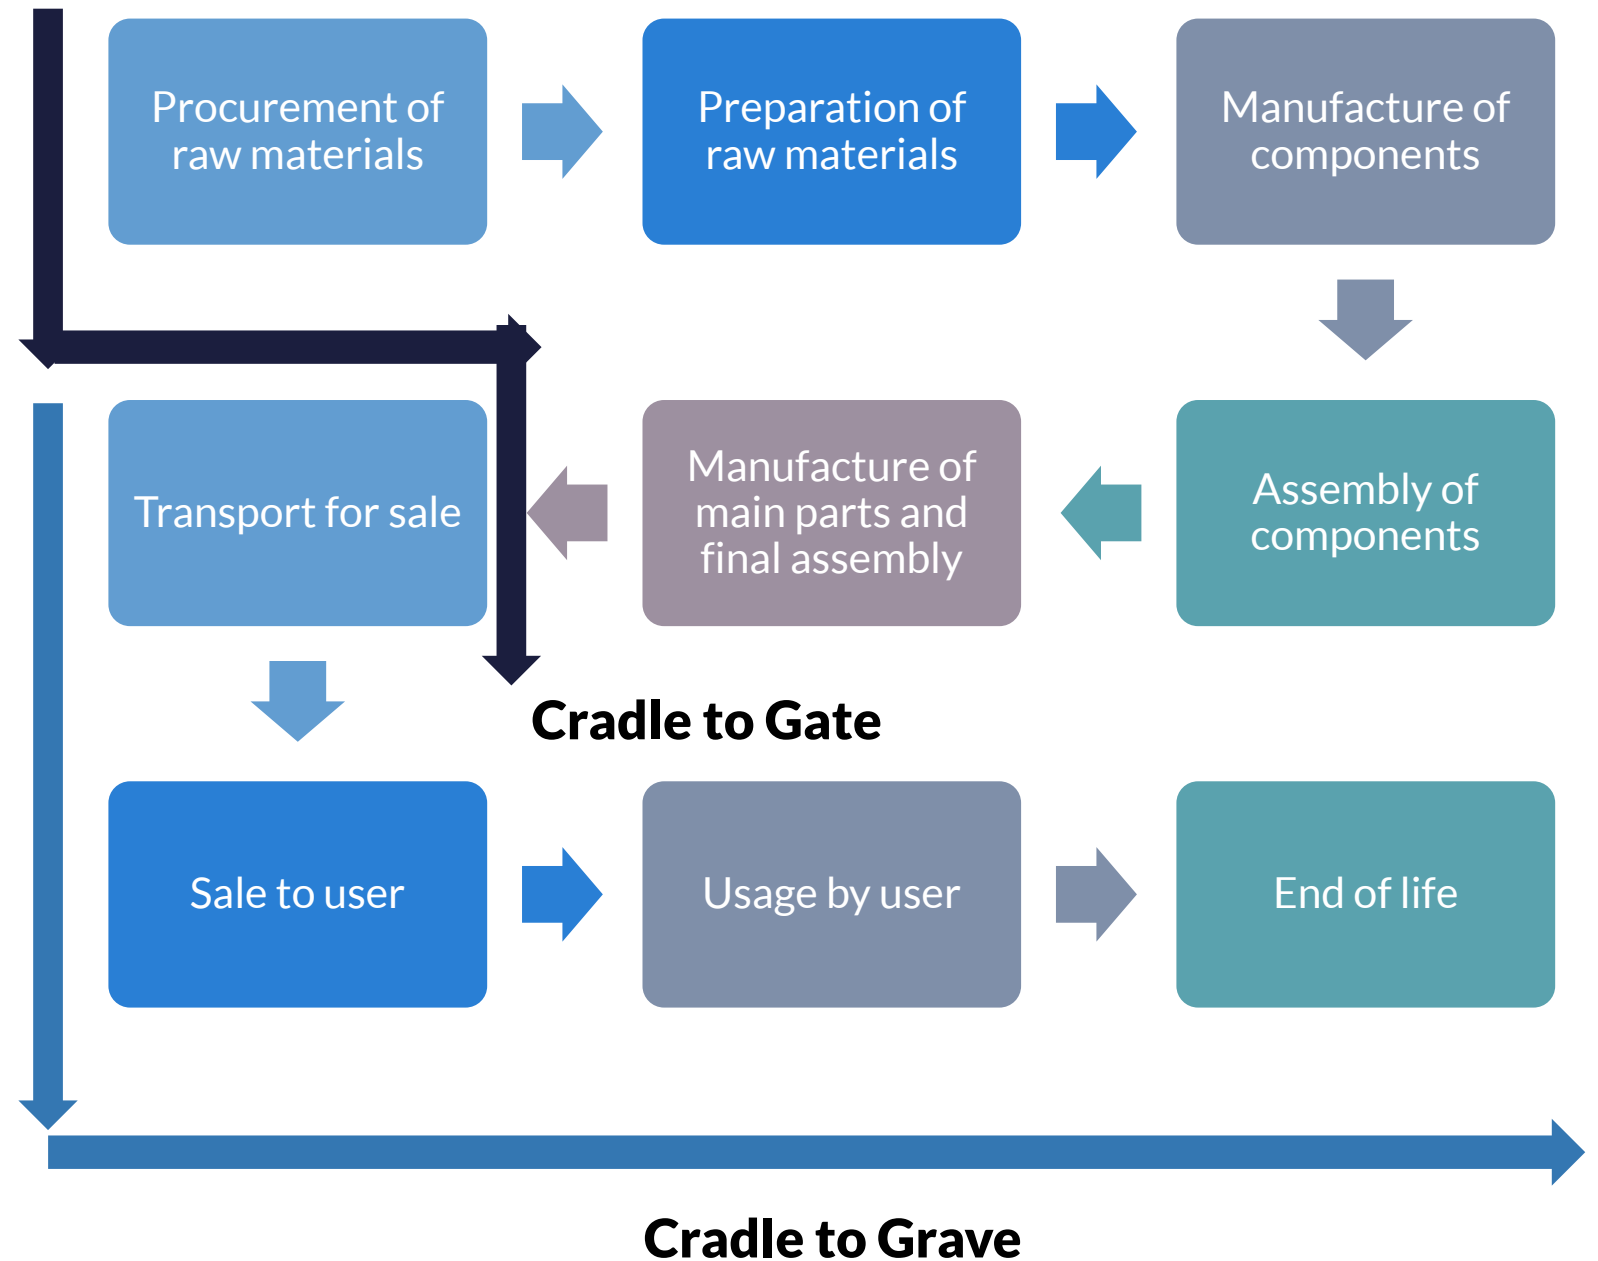 Procurement of
raw materials
Preparation of
raw materials
Manufacture of
components
Transport for sale
Manufacture of
main parts and
final assembly
Assembly of
components
Cradle to Gate
Sale to user
Usage by user
End of life
Cradle to Grave